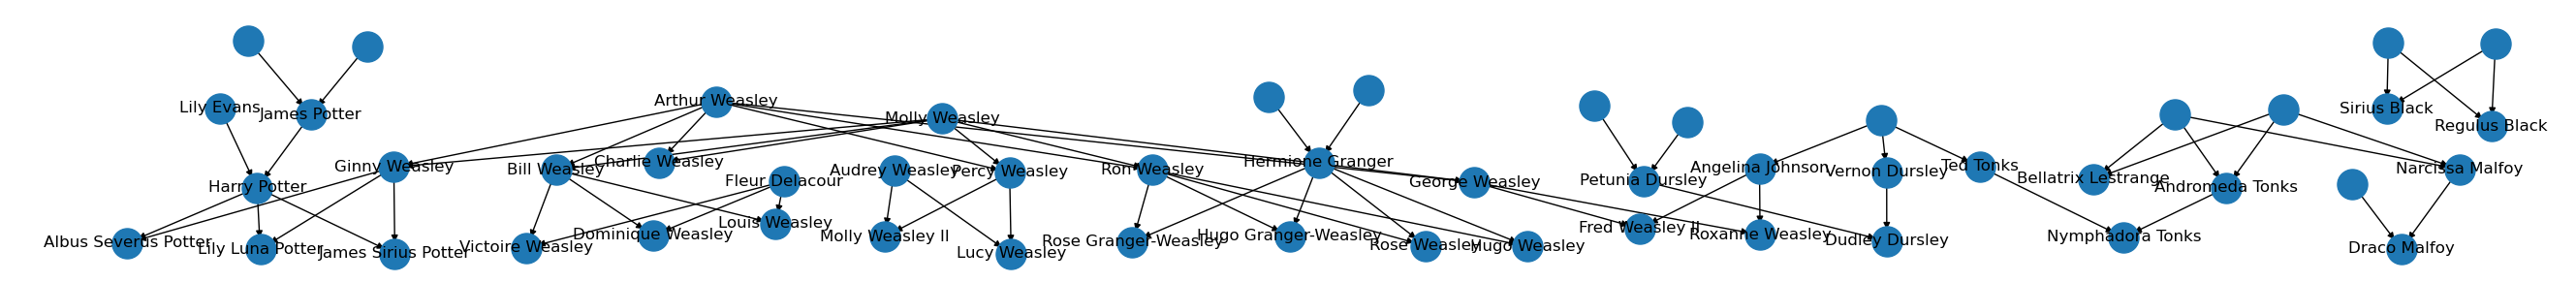 Lily Evans
James Potter
Arthur Weasley
Molly Weasley
Sirius Black
Regulus Black
Harry Potter
Ginny Weasley
Bill Weasley
Charlie Weasley
Fleur Delacour
Audrey Weasley
Percy Weasley
Ron Weasley
Hermione Granger
George Weasley
Petunia Dursley
Angelina Johnson
Vernon Dursley
Ted Tonks
Bellatrix Lestrange
Andromeda Tonks
Narcissa Malfoy
Albus Severus Potter
Lily Luna Potter
James Sirius Potter
Victoire Weasley
Dominique Weasley
Louis Weasley
Molly Weasley II
Lucy Weasley
Rose Granger-Weasley
Hugo Granger-Weasley
Rose Weasley
Hugo Weasley
Fred Weasley II
Roxanne Weasley
Dudley Dursley
Nymphadora Tonks
Draco Malfoy